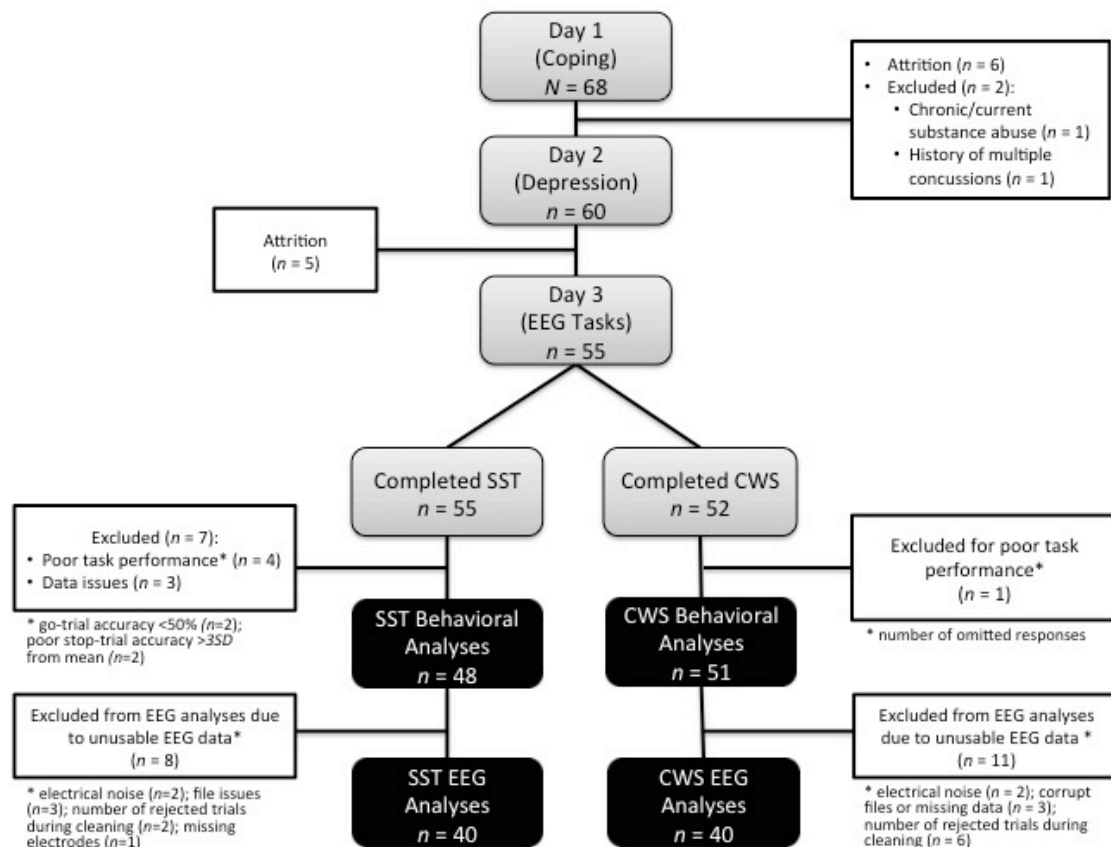 Day 1
(Coping)
N = 68
• Attrition (n = 6)
• Excluded (n = 2):
• Chronic/current
substance abuse (n = 1)
• History of multiple
concussions (n = 1)
Day 2
(Depression)
n = 60
Attrition
(n = 5)
Day 3
(EEG Tasks)
n = 55
Completed SST
n = 55
Completed CWS
n = 52
Excluded (n = 7):
• Poor task performance* (n = 4)
• Data issues (n = 3)
* go-trial accuracy <50% (n=2);
poor stop-trial accuracy >3SD
from mean (n=2)
Excluded for poor task
performance*
(n = 1)
* number of omitted responses
SST Behavioral
Analyses
n = 48
CWS Behavioral
Analyses
n = 51
Excluded from EEG analyses due
to unusable EEG data*
(n = 8)
* electrical noise (n=2); file issues
(n=3); number of rejected trials
during cleaning (n=2); missing
electrodes (n=1)
Excluded from EEG analyses
due to unusable EEG data *
(n = 11)
* electrical noise (n = 2); corrupt
files or missing data (n = 3);
number of rejected trials during
cleaning (n = 6)
SST EEG
Analyses
n = 40
CWS EEG
Analyses
n = 40